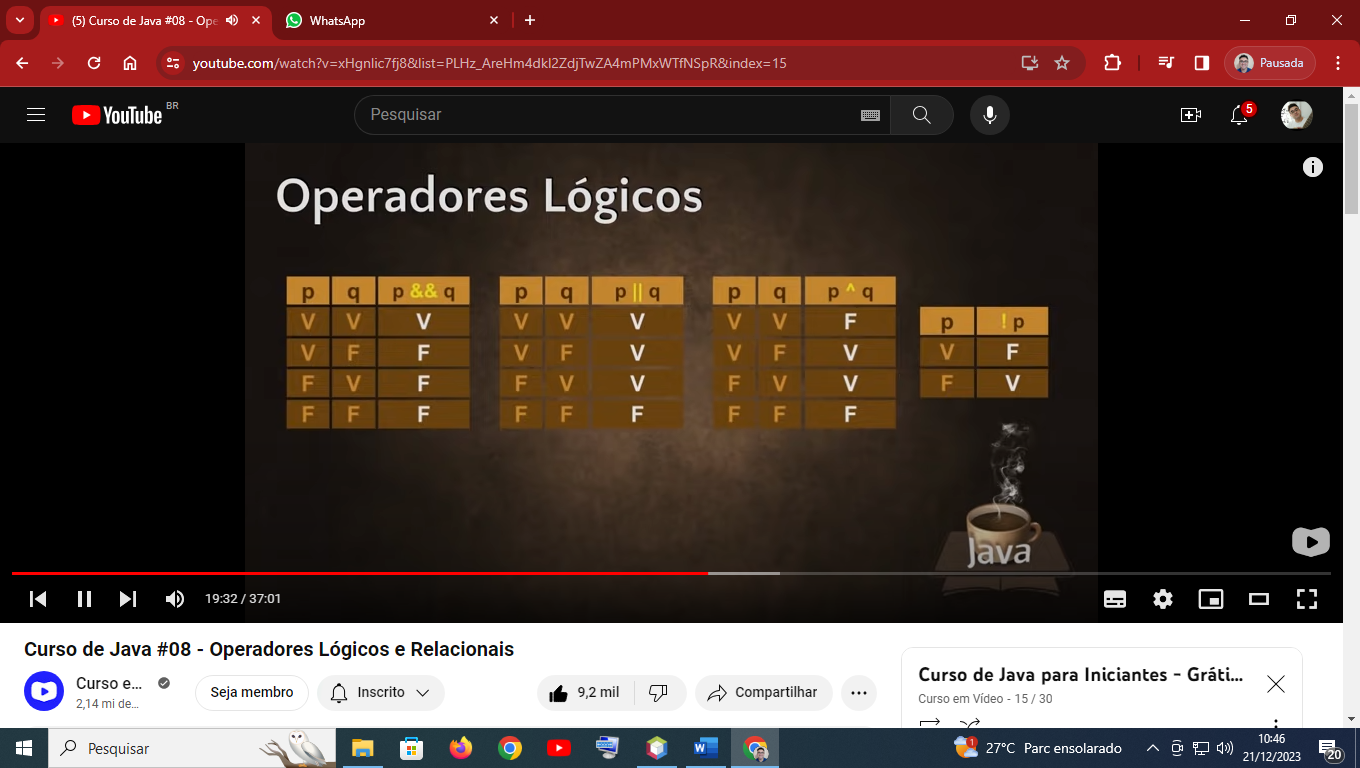 (5) Curso de Java #08 - Ope
WhatsApp
youtube.com/watch?v=xHgnlic7fj8&list=PLHz_AreHm4dkI2ZdjTwZA4mPMxWTfNSpR&index=15
Pausada
YouTube BR
Pesquisar
5
Operadores Lógicos
p q p && q
V V V
V F F
F V F
F F F
p q p || q
V V V
V F V
F V V
F F F
p q p ^ q
V V F
V F V
F V V
F F F
p ! p
V F
F V
Java
19:32 / 37:01
Curso de Java #08 - Operadores Lógicos e Relacionais
Curso e...
2,14 mi de...
Seja membro
Inscrito
9,2 mil
Compartilhar
Curso de Java para Iniciantes - Gráti...
Curso em Vídeo - 15 / 30
Pesquisar
1
27°C Parc ensolarado
10:46
21/12/2023
20